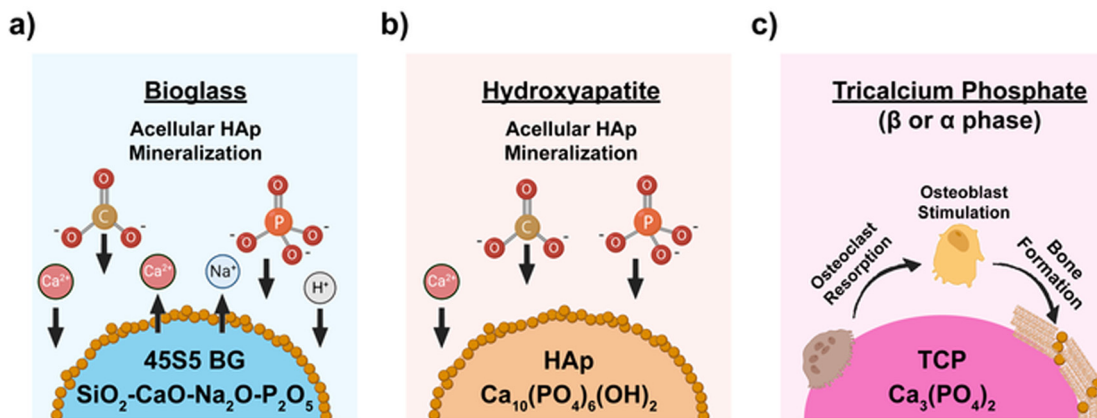 a)
Bioglass
Acellular HAp
Mineralization
O
C
O
-
O
-
O
P
O
-
O
-
O
-
Ca²⁺
Ca²⁺
Na⁺
H⁺
45S5 BG
SiO₂-CaO-Na₂O-P₂O₅
b)
Hydroxyapatite
Acellular HAp
Mineralization
O
C
O
-
O
-
O
P
O
-
O
-
O
-
Ca²⁺
HAp
Ca₁₀(PO₄)₆(OH)₂
c)
Tricalcium Phosphate
(β or α phase)
Osteoclast
Resorption
Osteoblast
Stimulation
Bone
Formation
TCP
Ca₃(PO₄)₂